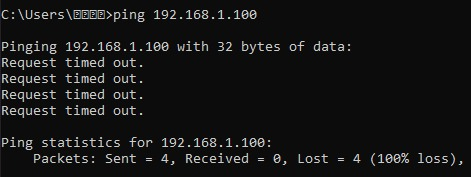 C:\Users\>ping 192.168.1.100
Pinging 192.168.1.100 with 32 bytes of data:
Request timed out.
Request timed out.
Request timed out.
Request timed out.
Ping statistics for 192.168.1.100:
Packets: Sent = 4, Received = 0, Lost = 4 (100% loss),